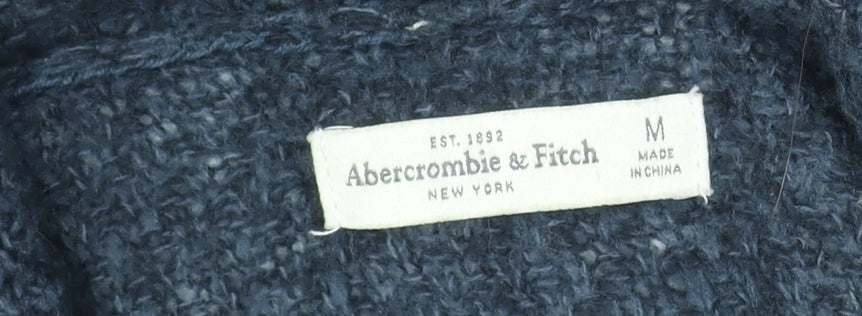 EST. 1892
Abercrombie & Fitch
NEW YORK
M
MADE
IN CHINA